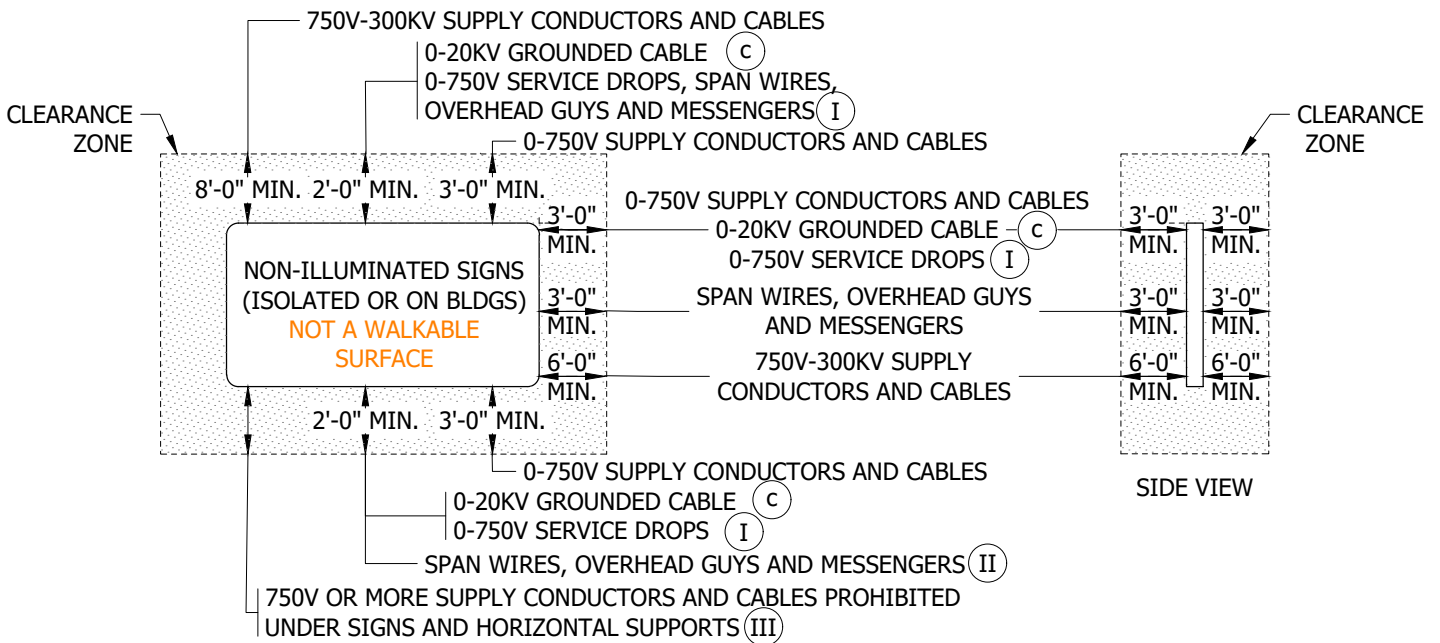 750V-300KV SUPPLY CONDUCTORS AND CABLES
0-20KV GROUNDED CABLE c
0-750V SERVICE DROPS, SPAN WIRES,
OVERHEAD GUYS AND MESSENGERS I
CLEARANCE
ZONE
0-750V SUPPLY CONDUCTORS AND CABLES
CLEARANCE
ZONE
8'-0" MIN. 2'-0" MIN. 3'-0" MIN.
0-750V SUPPLY CONDUCTORS AND CABLES
3'-0"
MIN.
0-20KV GROUNDED CABLE c
0-750V SERVICE DROPS I
3'-0"
MIN.
3'-0"
MIN.
NON-ILLUMINATED SIGNS
(ISOLATED OR ON BLDGS)
NOT A WALKABLE
SURFACE
3'-0"
MIN.
SPAN WIRES, OVERHEAD GUYS
AND MESSENGERS
3'-0"
MIN.
3'-0"
MIN.
6'-0"
MIN.
750V-300KV SUPPLY
CONDUCTORS AND CABLES
6'-0"
MIN.
6'-0"
MIN.
2'-0" MIN. 3'-0" MIN.
0-750V SUPPLY CONDUCTORS AND CABLES
SIDE VIEW
0-20KV GROUNDED CABLE c
0-750V SERVICE DROPS I
SPAN WIRES, OVERHEAD GUYS AND MESSENGERS II
750V OR MORE SUPPLY CONDUCTORS AND CABLES PROHIBITED
UNDER SIGNS AND HORIZONTAL SUPPORTS III